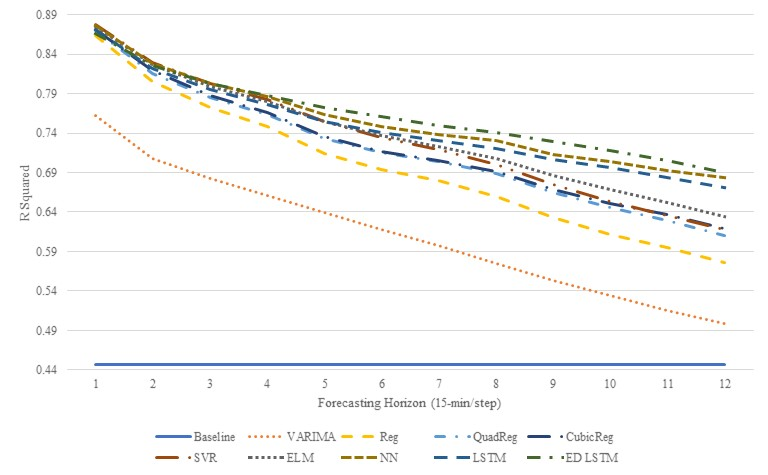 0.89
0.84
0.79
0.74
0.69
0.64
0.59
0.54
0.49
0.44
R Squared
1 2 3 4 5 6 7 8 9 10 11 12
Forecasting Horizon (15-min/step)
Baseline VARIMA Reg QuadReg CubicReg
SVR ELM NN LSTM ED LSTM